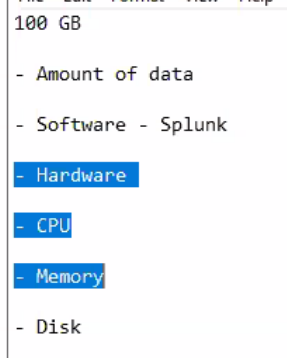 100 GB
- Amount of data
- Software - Splunk
- Hardware
- CPU
- Memory
- Disk